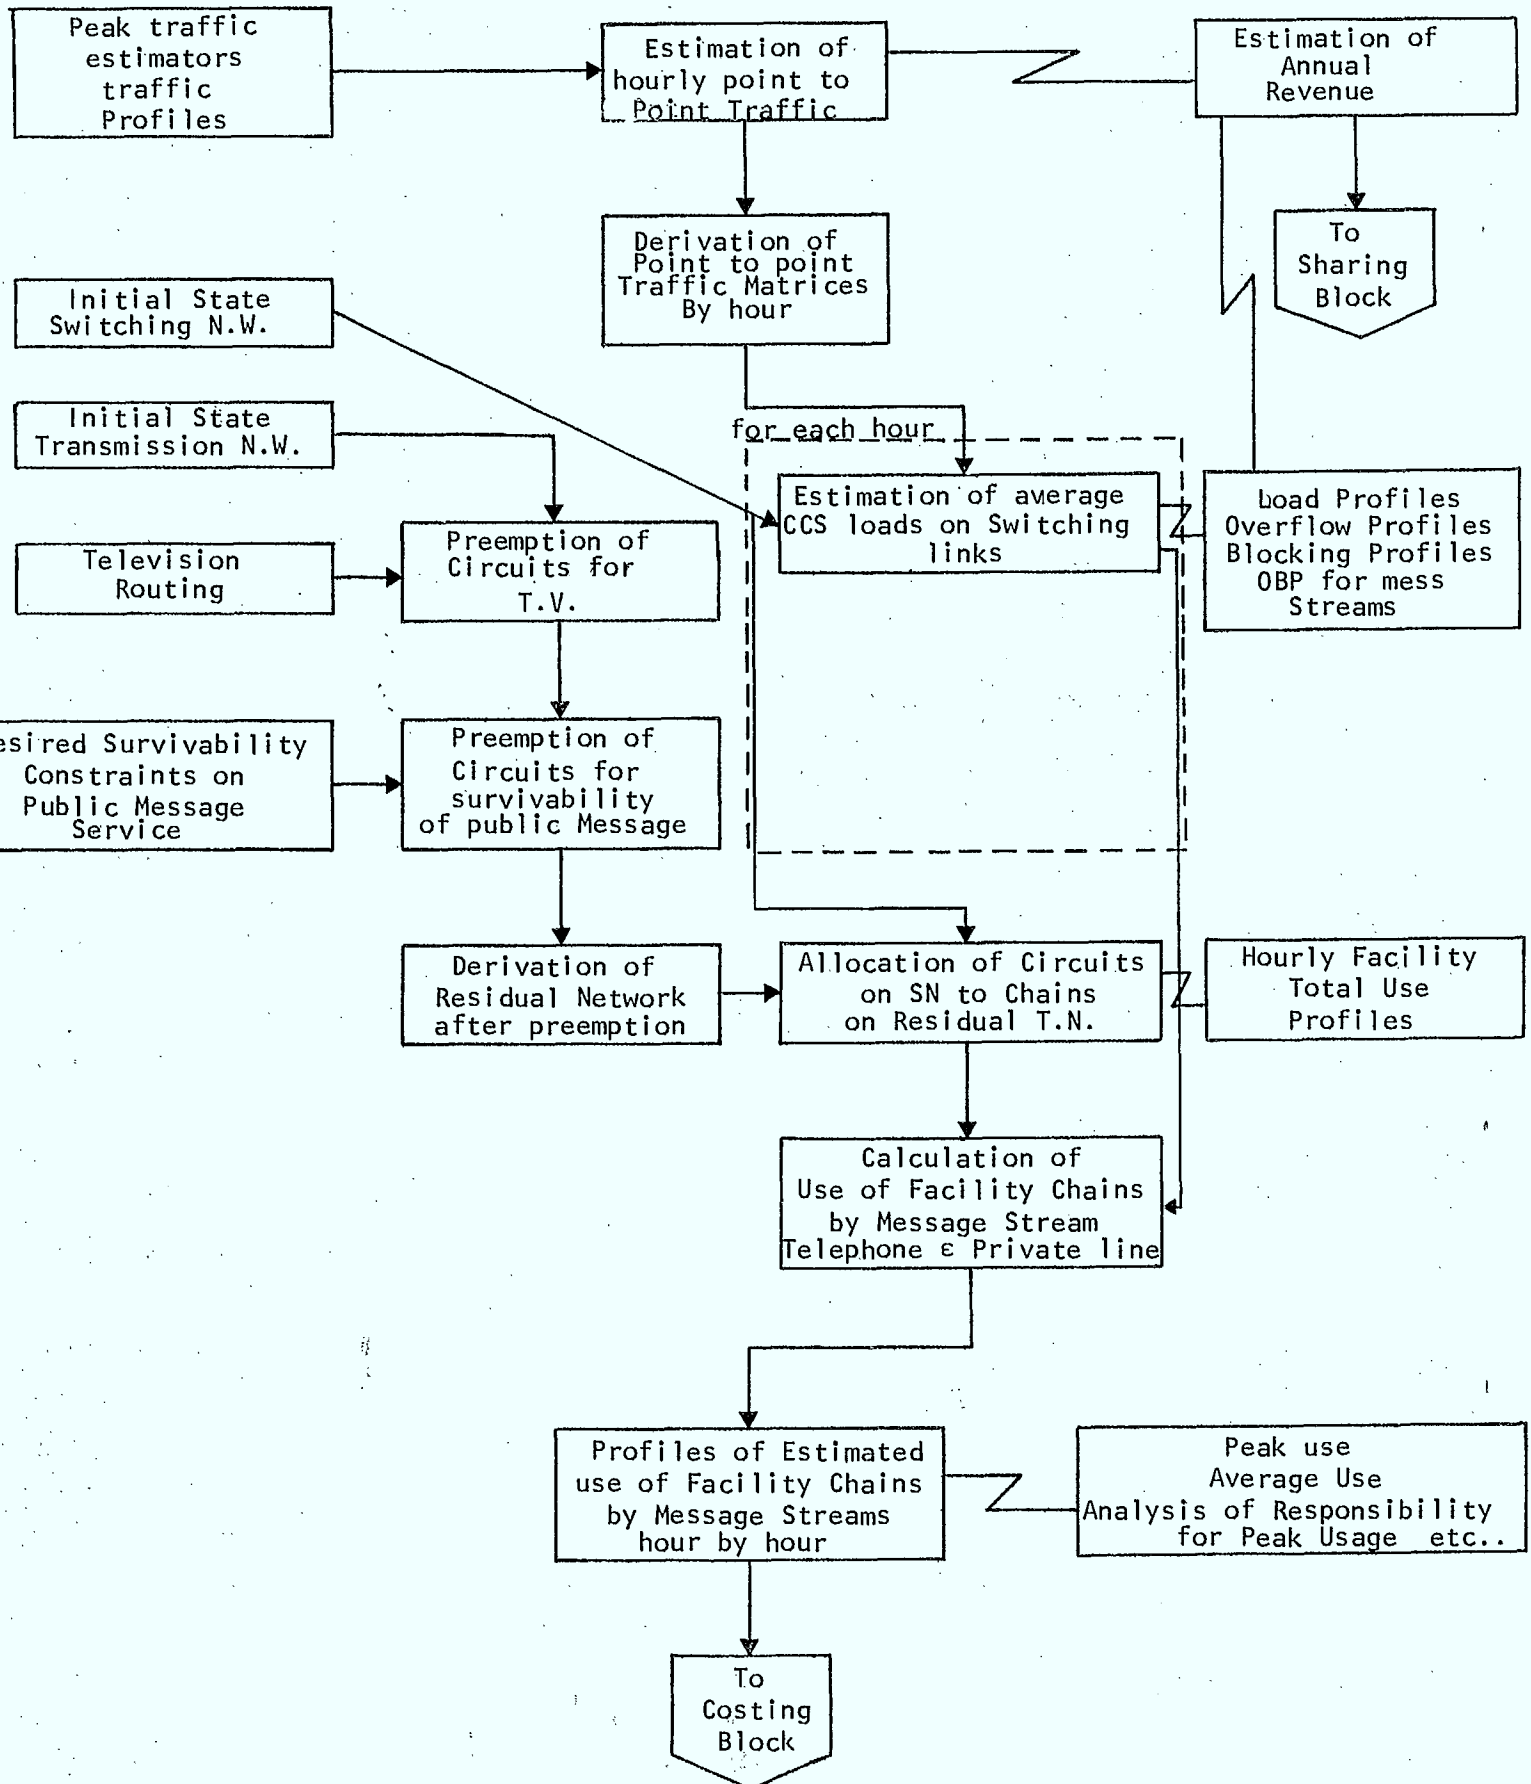 Peak traffic
estimators
traffic
Profiles
Estimation of
hourly point to
Point Traffic
Estimation of
Annual
Revenue
To
Sharing
Block
Derivation of
Point to point
Traffic Matrices
By hour
Initial State
Switching N.W.
Initial State
Transmission N.W.
for each hour
Estimation of average
CCS loads on Switching
links
Load Profiles
Overflow Profiles
Blocking Profiles
OBP for mess
Streams
Television
Routing
Preemption of
Circuits for
T.V.
esired Survivability
Constraints on
Public Message
Service
Preemption of
Circuits for
survivability
of public Message
Derivation of
Residual Network
after preemption
Allocation of Circuits
on SN to Chains
on Residual T.N.
Hourly Facility
Total Use
Profiles
Calculation of
Use of Facility Chains
by Message Stream
Telephone ε Private line
Profiles of Estimated
use of Facility Chains
by Message Streams
hour by hour
Peak use
Average Use
Analysis of Responsibility
for Peak Usage etc..
To
Costing
Block